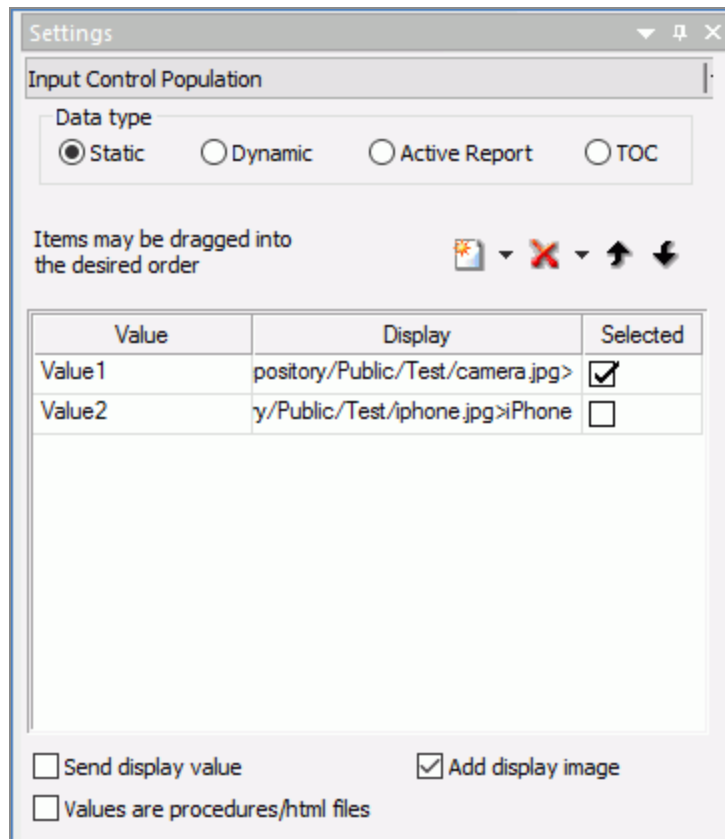 Settings
Input Control Population
Data type
Static Dynamic Active Report TOC
Items may be dragged into
the desired order
Value Display Selected
Value1 pository/Public/Test/camera.jpg>
Value2 y/Public/Test/iphone.jpg>iPhone
Send display value Add display image
Values are procedures/html files